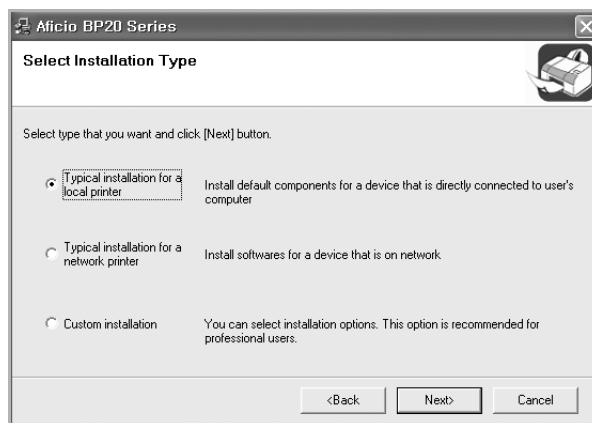 Aficio BP20 Series
Select Installation Type
Select type that you want and click [Next] button.
Typical installation for a
local printer
Install default components for a device that is directly connected to user's
computer
Typical installation for a
network printer
Install softwares for a device that is on network
Custom installation
You can select installation options. This option is recommended for
professional users.
<Back
Next>
Cancel